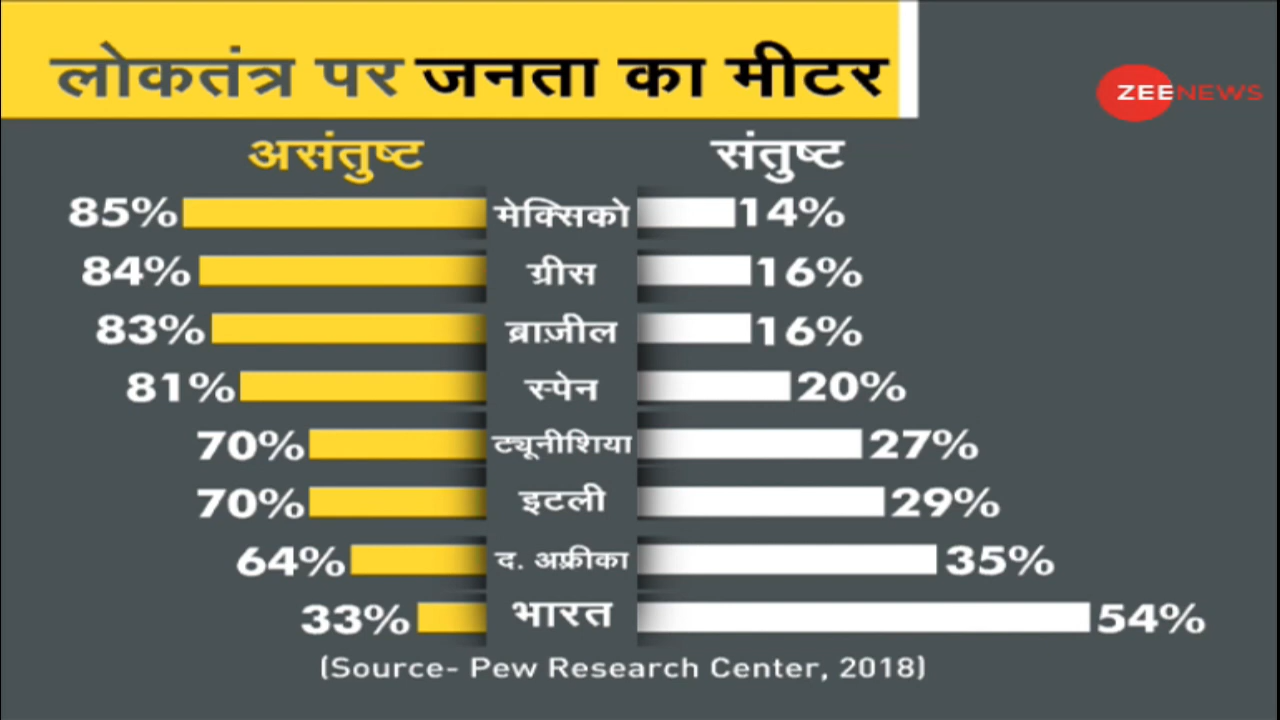 लोकतंत्र पर जनता का मीटर
ZEENEWS
असंतुष्ट संतुष्ट
85% मेक्सिको 14%
84% ग्रीस 16%
83% ब्राज़ील 16%
81% स्पेन 20%
70% ट्यूनीशिया 27%
70% इटली 29%
64% द. अफ़्रीका 35%
33% भारत 54%
(Source- Pew Research Center, 2018)